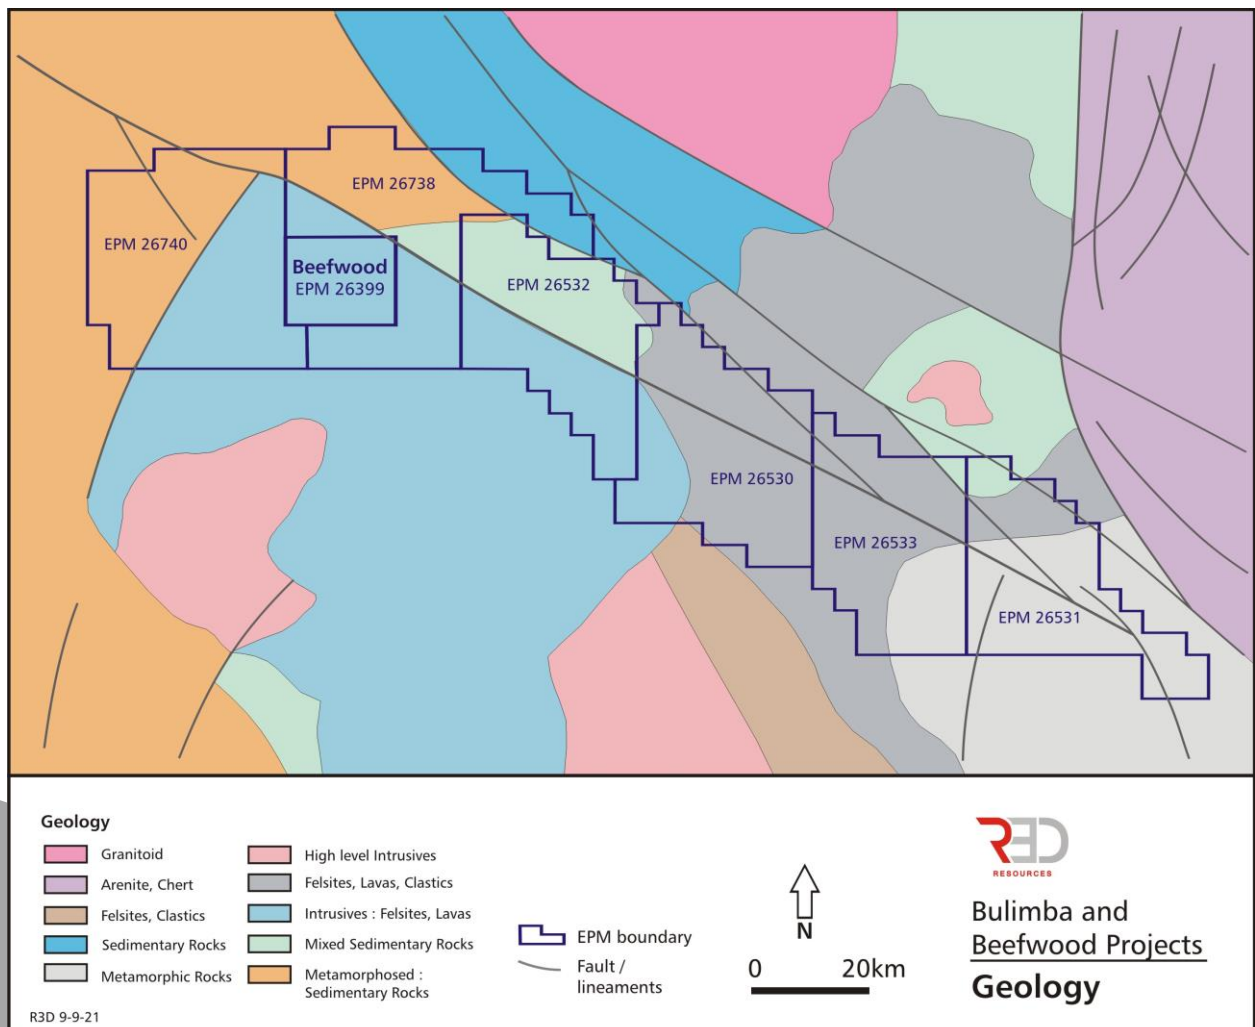 EPM 26738
EPM 26740
Beefwood
EPM 26399
EPM 26532
EPM 26530
EPM 26533
EPM 26531
Geology
Granitoid
Arenite, Chert
Felsites, Clastics
Sedimentary Rocks
Metamorphic Rocks
High level Intrusives
Felsites, Lavas, Clastics
Intrusives : Felsites, Lavas
Mixed Sedimentary Rocks
Metamorphosed :
Sedimentary Rocks
EPM boundary
Fault /
lineaments
N
0 20km
R3D
RESOURCES
Bulimba and
Beefwood Projects
Geology
R3D 9-9-21